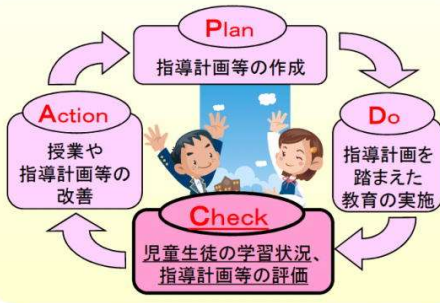 Plan
指導計画等の作成
Do
指導計画を
踏まえた
教育の実施
Check
児童生徒の学習状況、
指導計画等の評価
Action
授業や
指導計画等の
改善